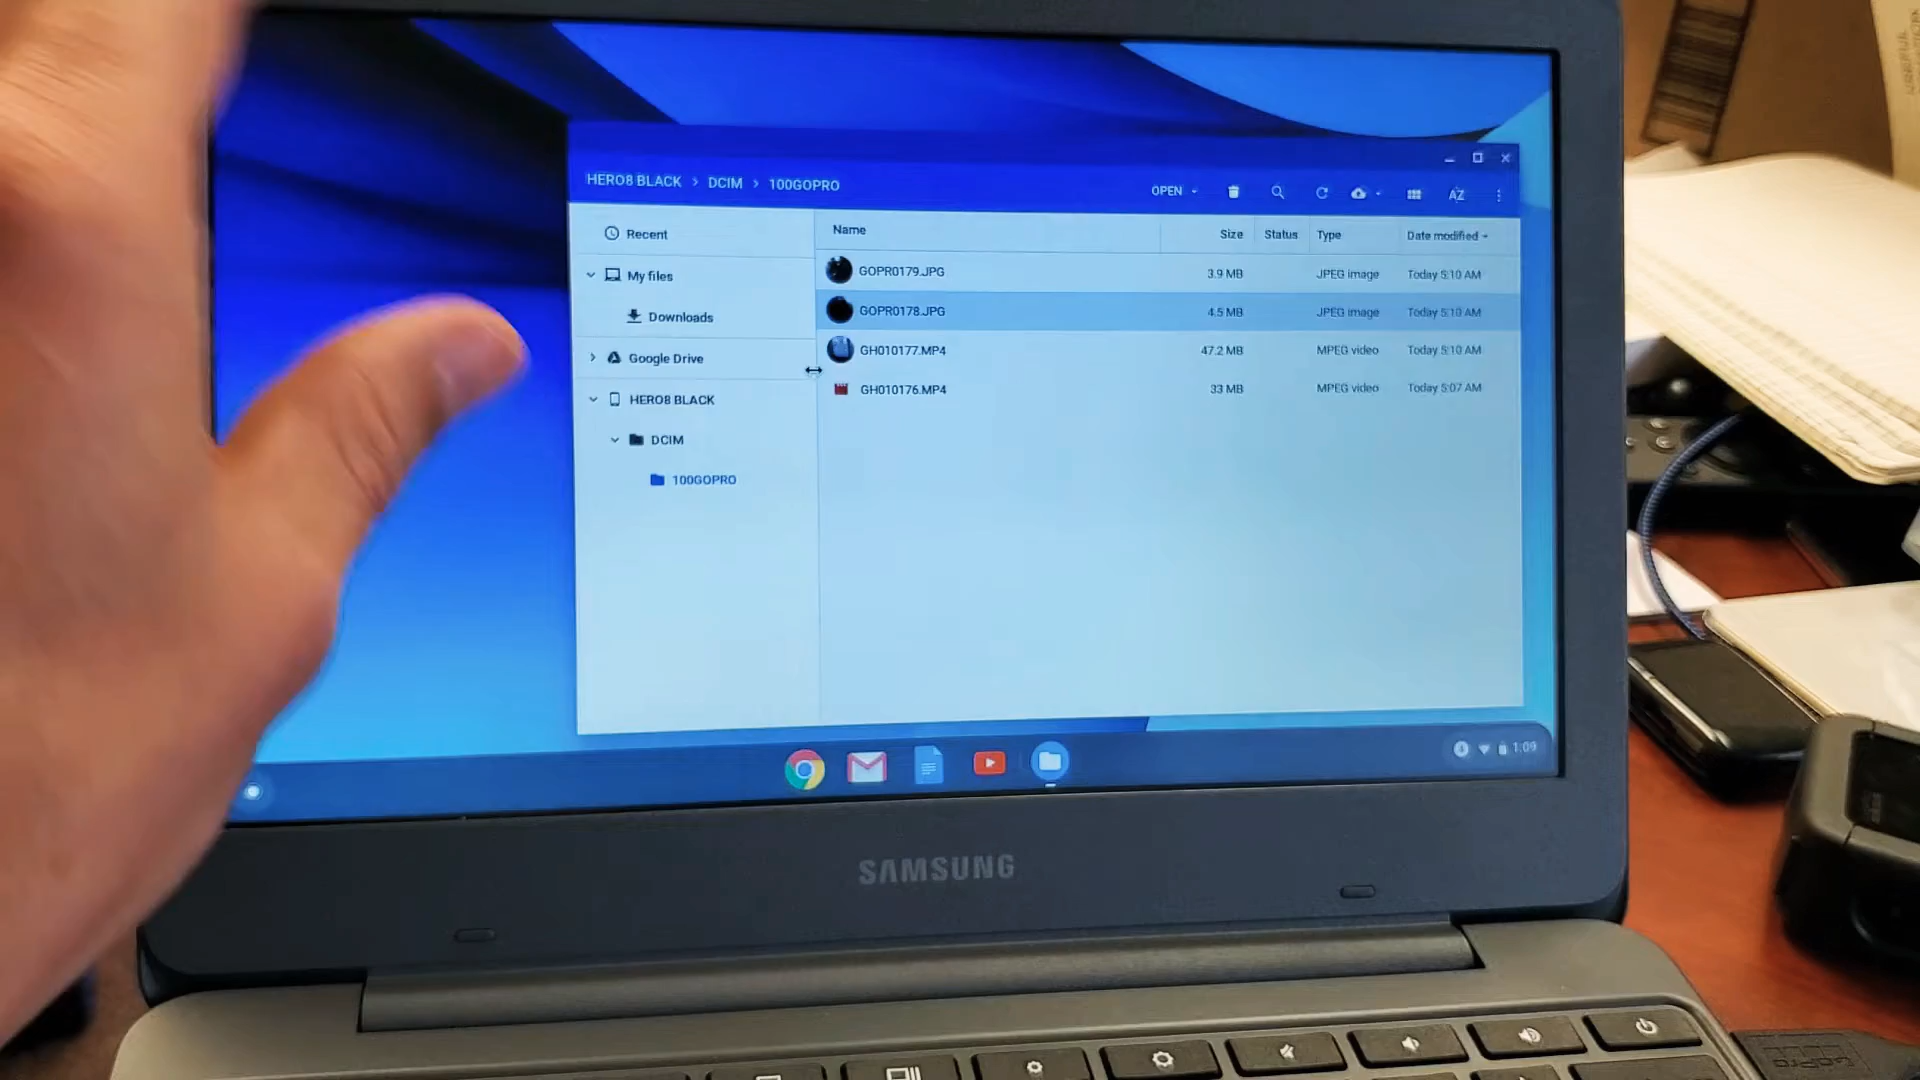 HERO8 BLACK > DCIM > 100GOPRO
OPEN
AZ
Recent
My files
Downloads
Google Drive
HERO8 BLACK
DCIM
100GOPRO
Name Size Status Type Date modified
GOPR0179.JPG 3.9 MB JPEG image Today 5:10 AM
GOPR0178.JPG 4.5 MB JPEG image Today 5:10 AM
GH010177.MP4 47.2 MB MPEG video Today 5:10 AM
GH010176.MP4 33 MB MPEG video Today 5:07 AM
1:09
SAMSUNG
GoPro